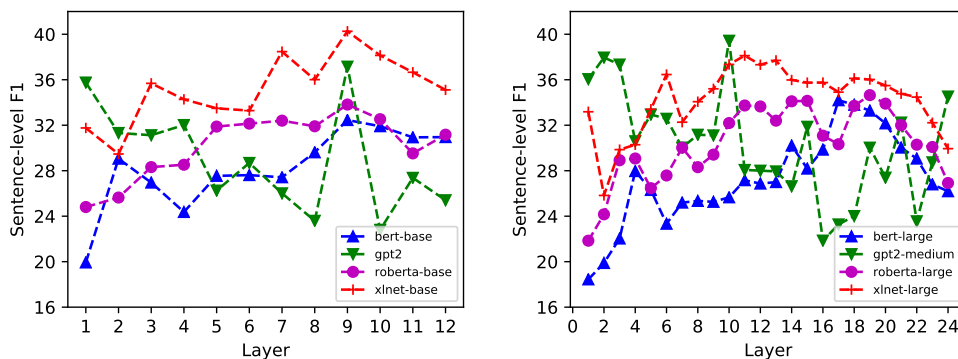 Sentence-level F1
40
36
32
28
24
20
16
1 2 3 4 5 6 7 8 9 10 11 12
Layer
bert-base
gpt2
roberta-base
xlnet-base
Sentence-level F1
40
36
32
28
24
20
16
0 2 4 6 8 10 12 14 16 18 20 22 24
Layer
bert-large
gpt2-medium
roberta-large
xlnet-large